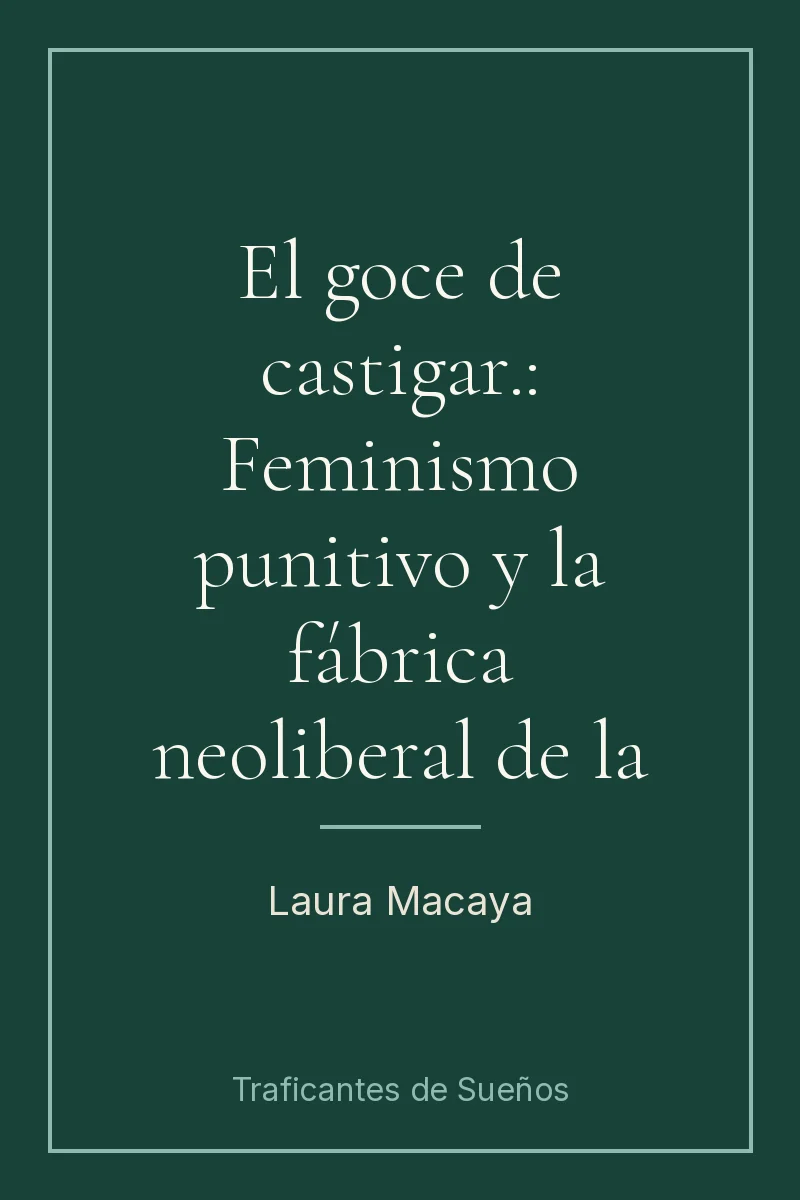 El goce de
castigar.:
Feminismo
punitivo y la
fábrica
neoliberal de la
Laura Macaya
Traficantes de Sueños